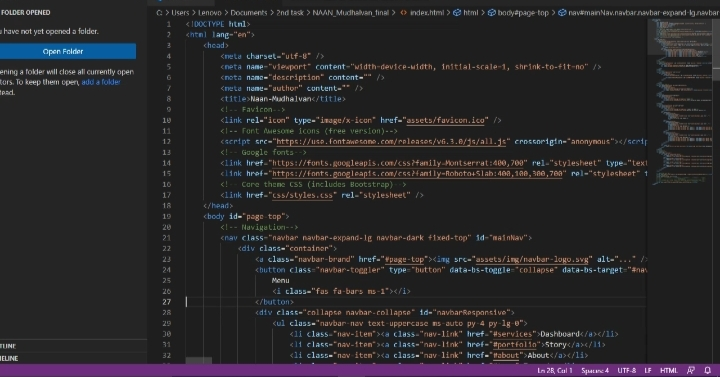 FOLDER OPENED
have not yet opened a folder.
Open Folder
ening a folder will close all currently open
tors. To keep them open, add a folder
tead.
TLINE
MELINE
C: > Users > Lenovo > Documents > 2nd task > NAAN_Mudhalvan_final > index.html > html > body#page-top > nav#mainNav.navbar.navbar-expand-lg.navbar
1 <!DOCTYPE html>
2 <html lang="en">
3 <head>
4 <meta charset="utf-8" />
5 <meta name="viewport" content="width=device-width, initial-scale=1, shrink-to-fit=no" />
6 <meta name="description" content="" />
7 <meta name="author" content="" />
8 <title>Naan-Mudhalvan</title>
9 <!-- Favicon-->
10 <link rel="icon" type="image/x-icon" href="assets/favicon.ico" />
11 <!-- Font Awesome icons (free version)-->
12 <script src="https://use.fontawesome.com/releases/v6.3.0/js/all.js" crossorigin="anonymous"></scrip
13 <!-- Google fonts-->
14 <link href="https://fonts.googleapis.com/css?family=Montserrat:400,700" rel="stylesheet" type="tex
15 <link href="https://fonts.googleapis.com/css?family=Roboto+Slab:400,100,300,700" rel="stylesheet" t
16 <!-- Core theme CSS (includes Bootstrap)-->
17 <link href="css/styles.css" rel="stylesheet" />
18 </head>
19 <body id="page-top">
20 <!-- Navigation-->
21 <nav class="navbar navbar-expand-lg navbar-dark fixed-top" id="mainNav">
22 <div class="container">
23 <a class="navbar-brand" href="#page-top"><img src="assets/img/navbar-logo.svg" alt="..." />
24 <button class="navbar-toggler" type="button" data-bs-toggle="collapse" data-bs-target="#nav
25 Menu
26 <i class="fas fa-bars ms-1"></i>
27 </button>
28 <div class="collapse navbar-collapse" id="navbarResponsive">
29 <ul class="navbar-nav text-uppercase ms-auto py-4 py-lg-0">
30 <li class="nav-item"><a class="nav-link" href="#services">Dashboard</a></li>
31 <li class="nav-item"><a class="nav-link" href="#portfolio">Story</a></li>
32 <li class="nav-item"><a class="nav-link" href="#about">About</a></li>
Ln 28, Col 1 Spaces: 4 UTF-8 LF HTML